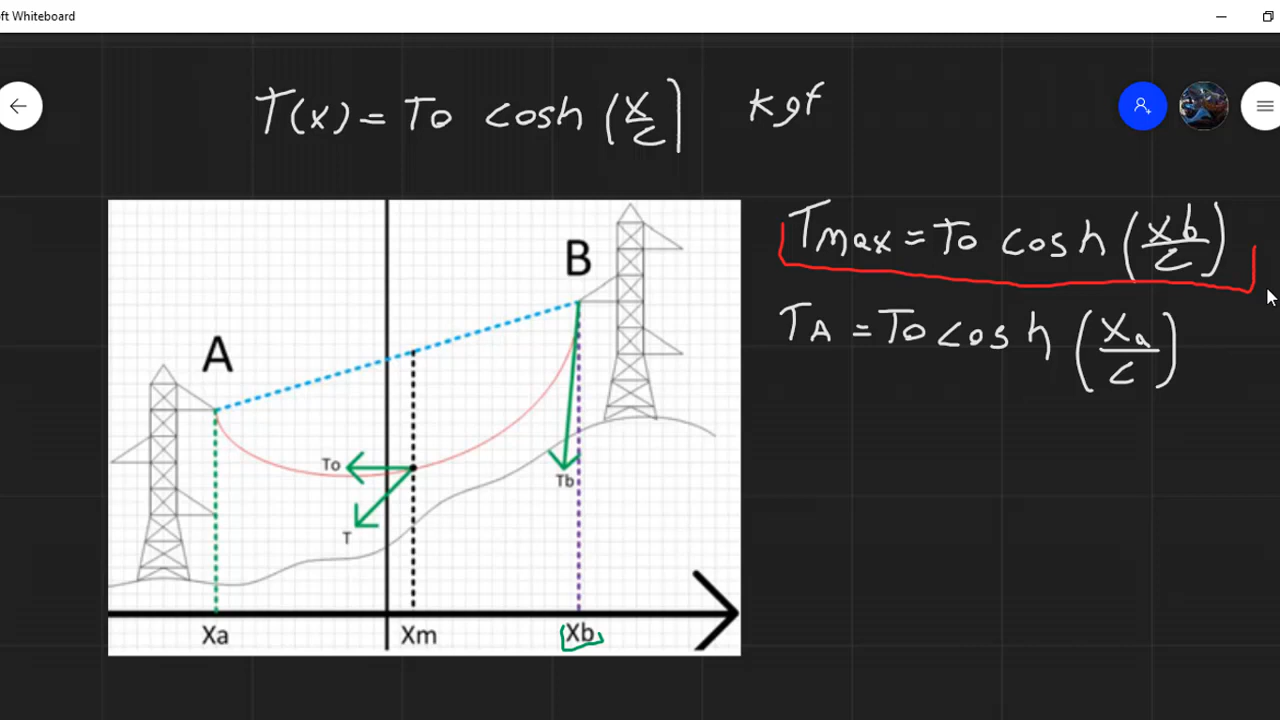 ft Whiteboard
T(x) = To cosh (x/c) kgf
Tmax = To cosh (xb/c)
TA = To cosh (xa/c)
B
A
To
Tb
T
Xa
Xm
Xb